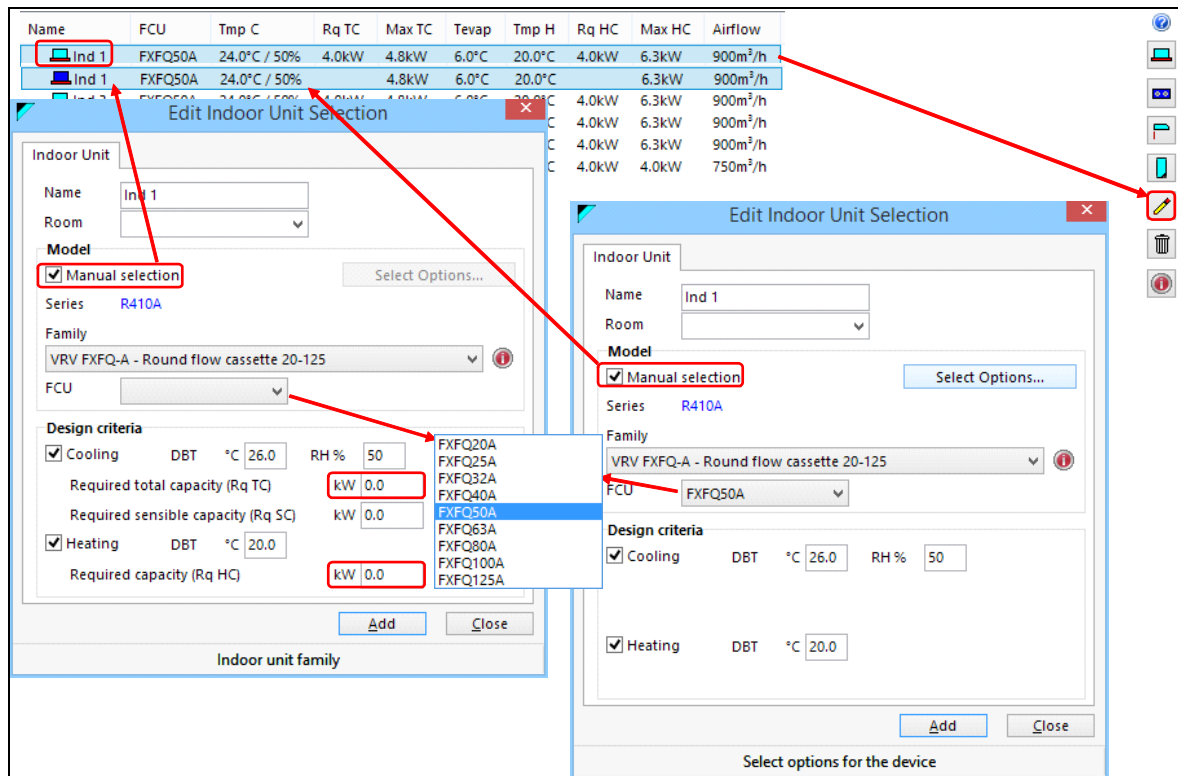 Name FCU Tmp C Rq TC Max TC Tevap Tmp H Rq HC Max HC Airflow
Ind 1 FXFQ50A 24.0°C / 50% 4.0kW 4.8kW 6.0°C 20.0°C 4.0kW 6.3kW 900m³/h
Ind 1 FXFQ50A 24.0°C / 50% 4.8kW 6.0°C 20.0°C 6.3kW 900m³/h
C 4.0kW 6.3kW 900m³/h
C 4.0kW 6.3kW 900m³/h
C 4.0kW 6.3kW 900m³/h
C 4.0kW 4.0kW 750m³/h
Edit Indoor Unit Selection
Indoor Unit
Name Ind 1
Room
Model
Manual selection Select Options...
Series R410A
Family
VRV FXFQ-A - Round flow cassette 20-125
FCU
Design criteria
Cooling DBT °C 26.0 RH % 50
Required total capacity (Rq TC) kW 0.0
Required sensible capacity (Rq SC) kW 0.0
Heating DBT °C 20.0
Required capacity (Rq HC) kW 0.0
Add Close
Indoor unit family
FXFQ20A
FXFQ25A
FXFQ32A
FXFQ40A
FXFQ50A
FXFQ63A
FXFQ80A
FXFQ100A
FXFQ125A
Edit Indoor Unit Selection
Indoor Unit
Name Ind 1
Room
Model
Manual selection Select Options...
Series R410A
Family
VRV FXFQ-A - Round flow cassette 20-125
FCU FXFQ50A
Design criteria
Cooling DBT °C 26.0 RH % 50
Heating DBT °C 20.0
Add Close
Select options for the device